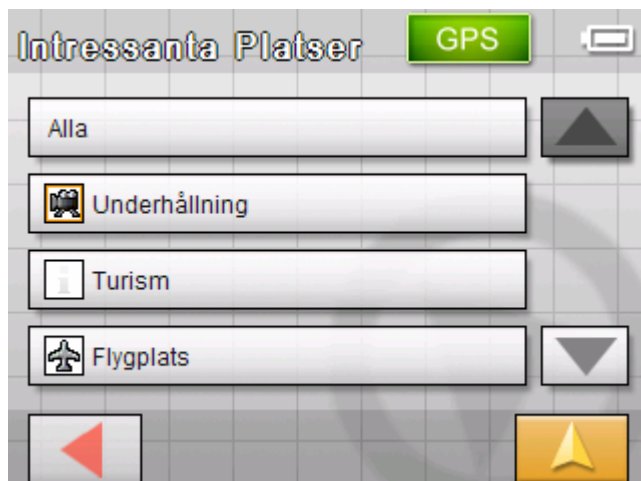 Intressanta Platser
GPS
Alla
Underhållning
Turism
Flygplats